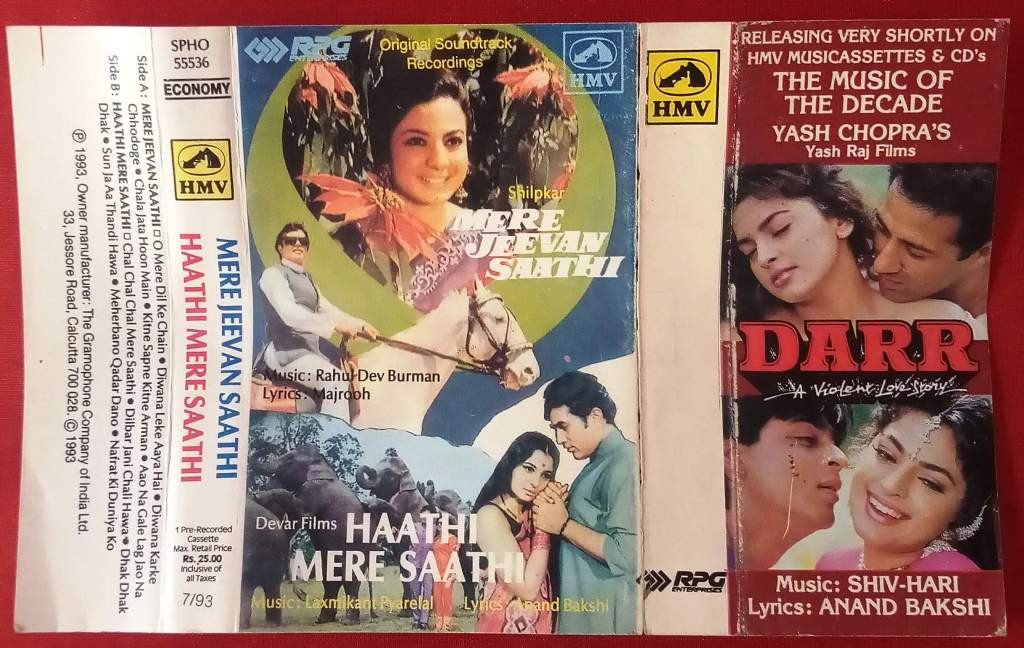 Side A : MERE JEEVAN SAATHI □ O Mere Dil Ke Chain • Diwana Leke Aaya Hai • Diwana Karke
Chhodoge • Chala Jata Hoon Main • Kitne Sapne Kitne Arman • Aao Na Gale Lag Jao Na
Side B : HAATHI MERE SAATHI □ Chal Chal Chal Mere Saathi • Dilbar Jani Chali Hawa • Dhak Dhak
Dhak • Sun Ja Aa Thandi Hawa • Meherbano Qadar Dano • Nafrat Ki Duniya Ko
Ⓟ 1993, Owner manufacturer : The Gramophone Company of India Ltd.
33, Jessore Road, Calcutta 700 028. © 1993
SPHO
55536
ECONOMY
HMV
MERE JEEVAN SAATHI
HAATHI MERE SAATHI
1 Pre-Recorded
Cassette
Max. Retail Price
Rs. 25.00
Inclusive of
all Taxes
7/93
RPG
ENTERPRISES
Original Soundtrack
Recordings
HMV
Shilpkar
MERE
JEEVAN
SAATHI
Music : Rahul Dev Burman
Lyrics : Majrooh
Devar Films
HAATHI
MERE SAATHI
Music : Laxmikant Pyarelal
Lyrics : Anand Bakshi
HMV
RPG
ENTERPRISES
RELEASING VERY SHORTLY ON
HMV MUSICASSETTES & CD's
THE MUSIC OF
THE DECADE
YASH CHOPRA'S
Yash Raj Films
DARR
A Violent Love Story
Music: SHIV-HARI
Lyrics: ANAND BAKSHI